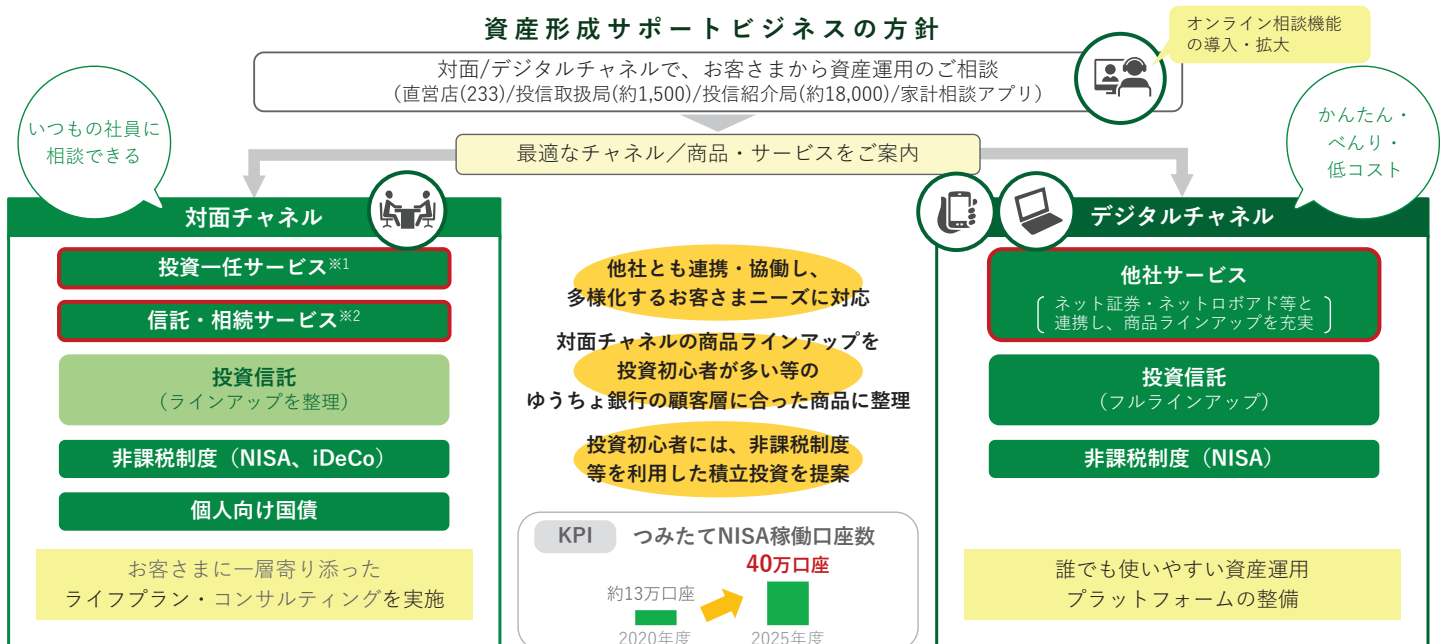 資産形成サポートビジネスの方針
オンライン相談機能
の導入・拡大
対面/デジタルチャネルで、お客さまから資産運用のご相談
(直営店(233)/投信取扱局(約1,500)/投信紹介局(約18,000)/家計相談アプリ)
いつもの社員に
相談できる
かんたん・
べんり・
低コスト
最適なチャネル／商品・サービスをご案内
対面チャネル
投資一任サービス※1
信託・相続サービス※2
投資信託
(ラインアップを整理)
非課税制度（NISA、iDeCo）
個人向け国債
お客さまに一層寄り添った
ライフプラン・コンサルティングを実施
他社とも連携・協働し、
多様化するお客さまニーズに対応
対面チャネルの商品ラインアップを
投資初心者が多い等の
ゆうちょ銀行の顧客層に合った商品に整理
投資初心者には、非課税制度
等を利用した積立投資を提案
KPI つみたてNISA稼働口座数
40万口座
約13万口座
2020年度 2025年度
デジタルチャネル
他社サービス
ネット証券・ネットロボアド等と
連携し、商品ラインアップを充実
投資信託
(フルラインアップ)
非課税制度（NISA）
誰でも使いやすい資産運用
プラットフォームの整備